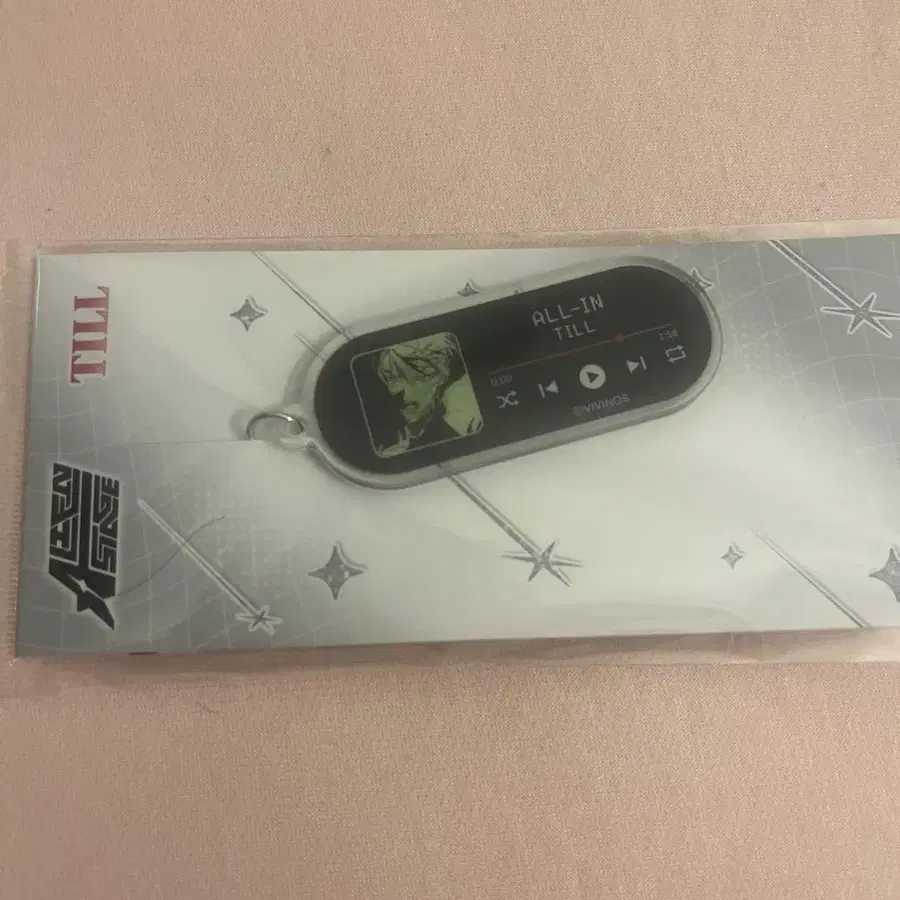 TILL
ALIEN
STAGE
ALL-IN
TILL
0:00
2:58
©VIVINOS